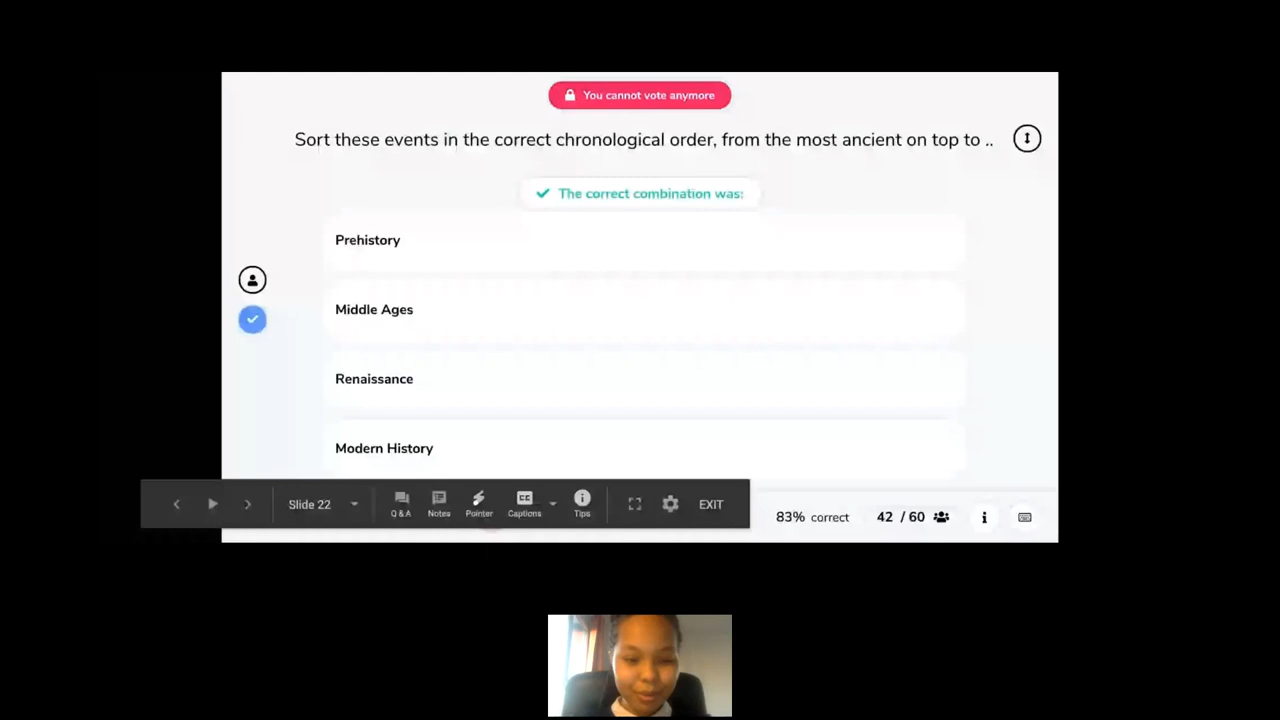 You cannot vote anymore
Sort these events in the correct chronological order, from the most ancient on top to ..
The correct combination was:
Prehistory
Middle Ages
Renaissance
Modern History
Slide 22
Q & A
Notes
Pointer
CC
Captions
Tips
EXIT
83% correct
42 / 60